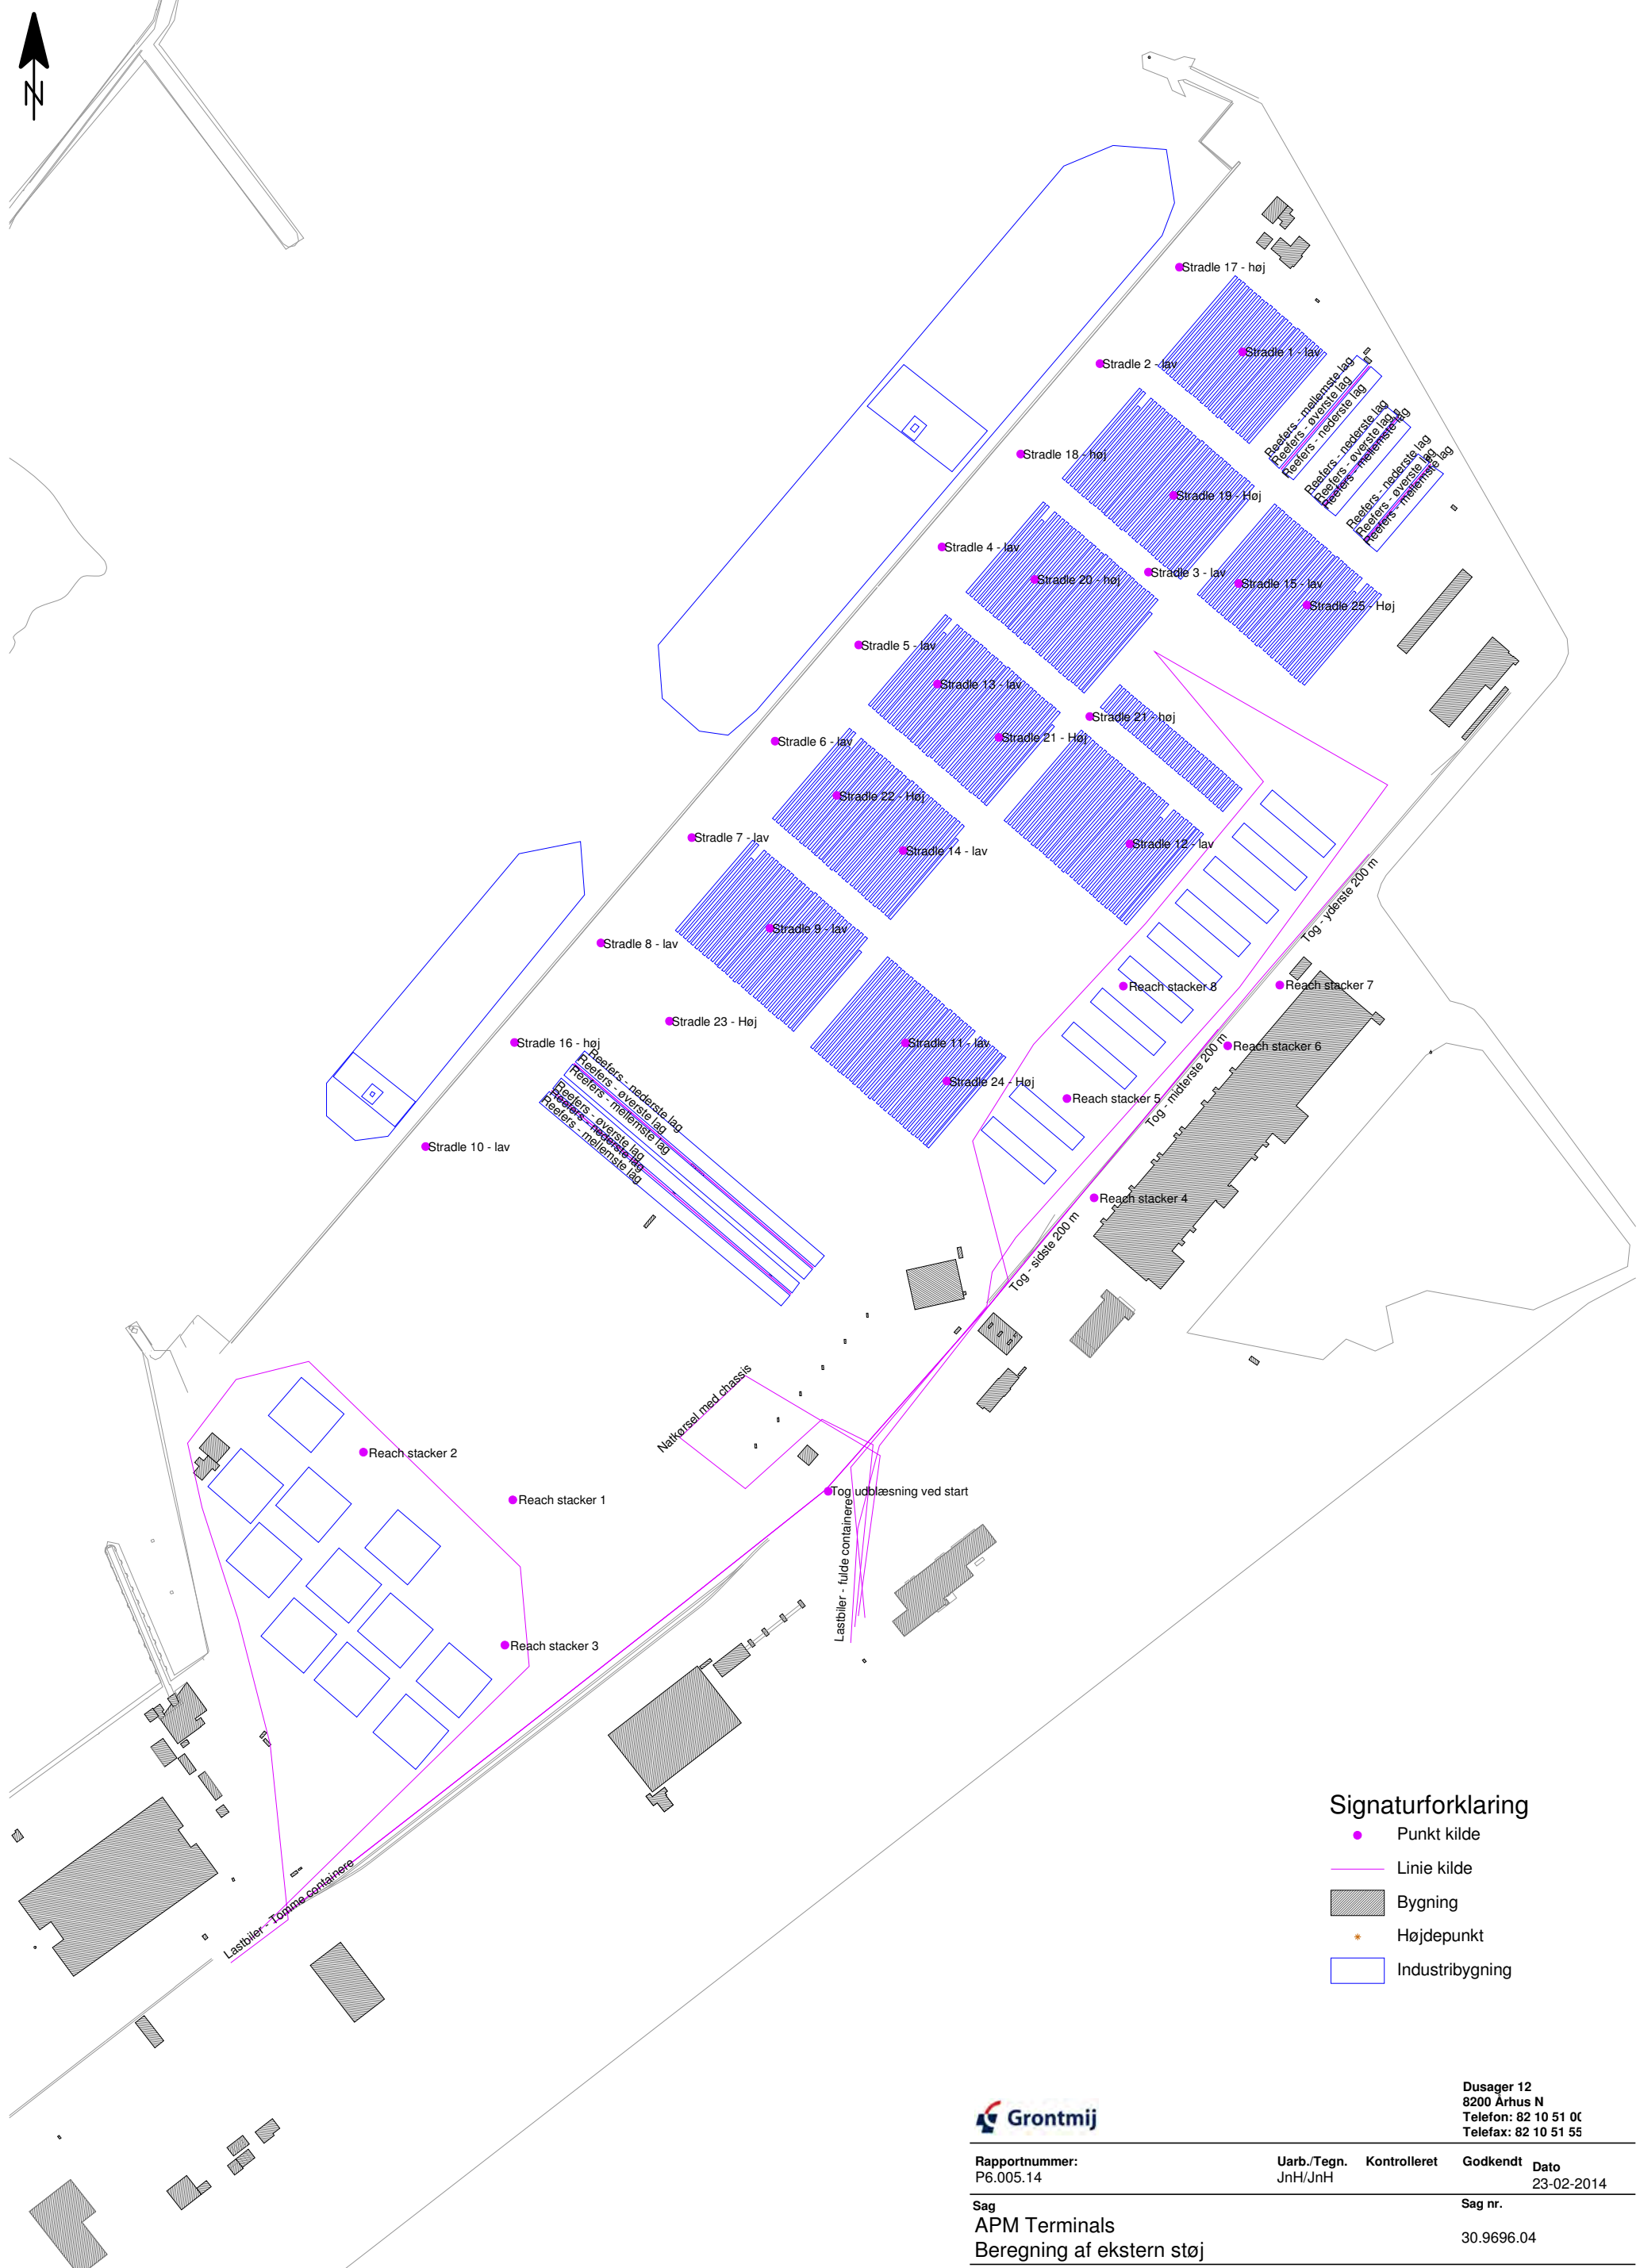 N
Stradle 17 - høj
Stradle 1 - lav
Stradle 2 - lav
Reefers - mellemste lag
Reefers - øverste lag
Reefers - nederste lag
Reefers - nederste lag
Reefers - øverste lag
Reefers - mellemste lag
Reefers - nederste lag
Reefers - øverste lag
Reefers - mellemste lag
Stradle 18 - høj
Stradle 19 - Høj
Stradle 4 - lav
Stradle 20 - høj
Stradle 3 - lav
Stradle 15 - lav
Stradle 25 - Høj
Stradle 5 - lav
Stradle 13 - lav
Stradle 21 - høj
Stradle 21 - Høj
Stradle 6 - lav
Stradle 22 - Høj
Stradle 7 - lav
Stradle 14 - lav
Stradle 12 - lav
Tog - yderste 200 m
Stradle 9 - lav
Stradle 8 - lav
Reach stacker 8
Reach stacker 7
Stradle 23 - Høj
Stradle 16 - høj
Stradle 11 - lav
Reach stacker 6
Stradle 24 - Høj
Reach stacker 5
Tog - midterste 200 m
Reefers - nederste lag
Reefers - øverste lag
Reefers - mellemste lag
Reefers - øverste lag
Reefers - nederste lag
Reefers - mellemste lag
Stradle 10 - lav
Reach stacker 4
Tog - sidste 200 m
Natkørsel med chassis
Reach stacker 2
Reach stacker 1
Tog udblæsning ved start
Lastbiler - fulde containere
Reach stacker 3
Lastbiler - Tomme containere
Signaturforklaring
Punkt kilde
Linie kilde
Bygning
Højdepunkt
Industribygning
Grontmij
Dusager 12
8200 Århus N
Telefon: 82 10 51 00
Telefax: 82 10 51 55
Rapportnummer: Uarb./Tegn. Kontrolleret Godkendt Dato
P6.005.14 JnH/JnH 23-02-2014
Sag Sag nr.
APM Terminals
30.9696.04
Beregning af ekstern støj